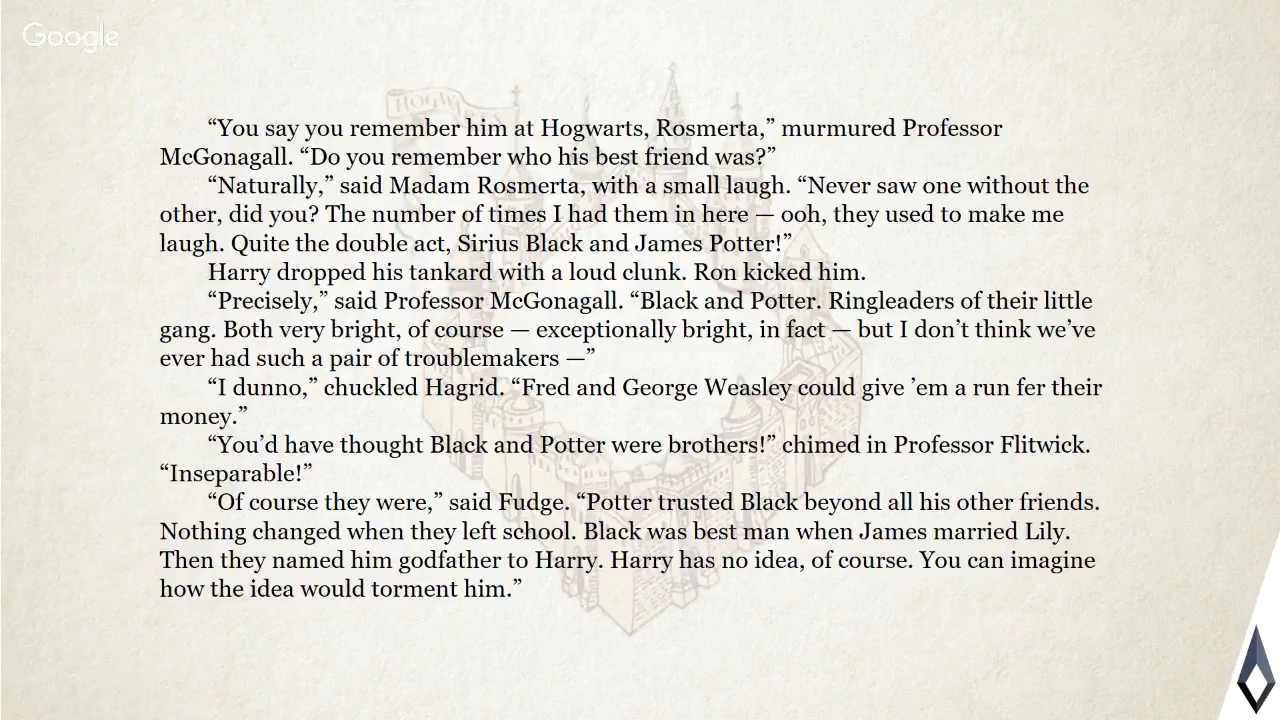 Google
HOGW
“You say you remember him at Hogwarts, Rosmerta,” murmured Professor
McGonagall. “Do you remember who his best friend was?”
“Naturally,” said Madam Rosmerta, with a small laugh. “Never saw one without the
other, did you? The number of times I had them in here — ooh, they used to make me
laugh. Quite the double act, Sirius Black and James Potter!”
Harry dropped his tankard with a loud clunk. Ron kicked him.
“Precisely,” said Professor McGonagall. “Black and Potter. Ringleaders of their little
gang. Both very bright, of course — exceptionally bright, in fact — but I don’t think we’ve
ever had such a pair of troublemakers —”
“I dunno,” chuckled Hagrid. “Fred and George Weasley could give ’em a run fer their
money.”
“You’d have thought Black and Potter were brothers!” chimed in Professor Flitwick.
“Inseparable!”
“Of course they were,” said Fudge. “Potter trusted Black beyond all his other friends.
Nothing changed when they left school. Black was best man when James married Lily.
Then they named him godfather to Harry. Harry has no idea, of course. You can imagine
how the idea would torment him.”